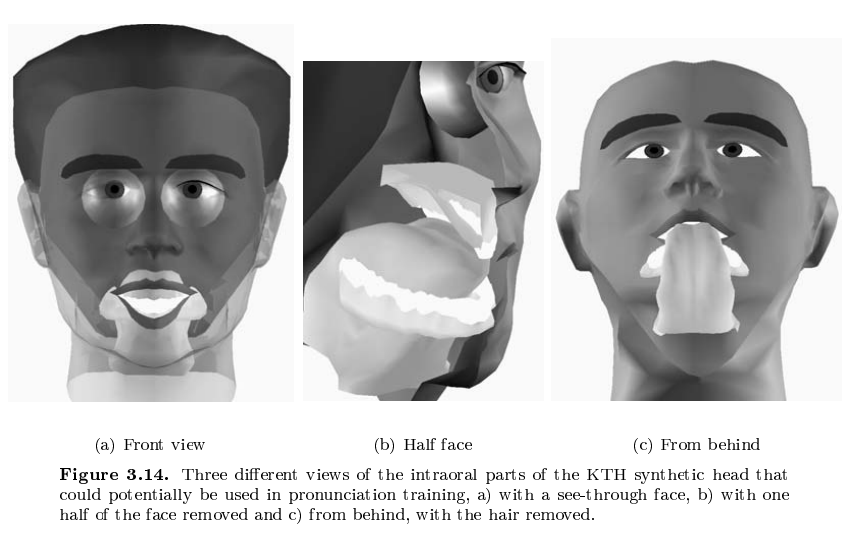 (a) Front view
(b) Half face
(c) From behind
Figure 3.14. Three different views of the intraoral parts of the KTH synthetic head that
could potentially be used in pronunciation training, a) with a see-through face, b) with one
half of the face removed and c) from behind, with the hair removed.